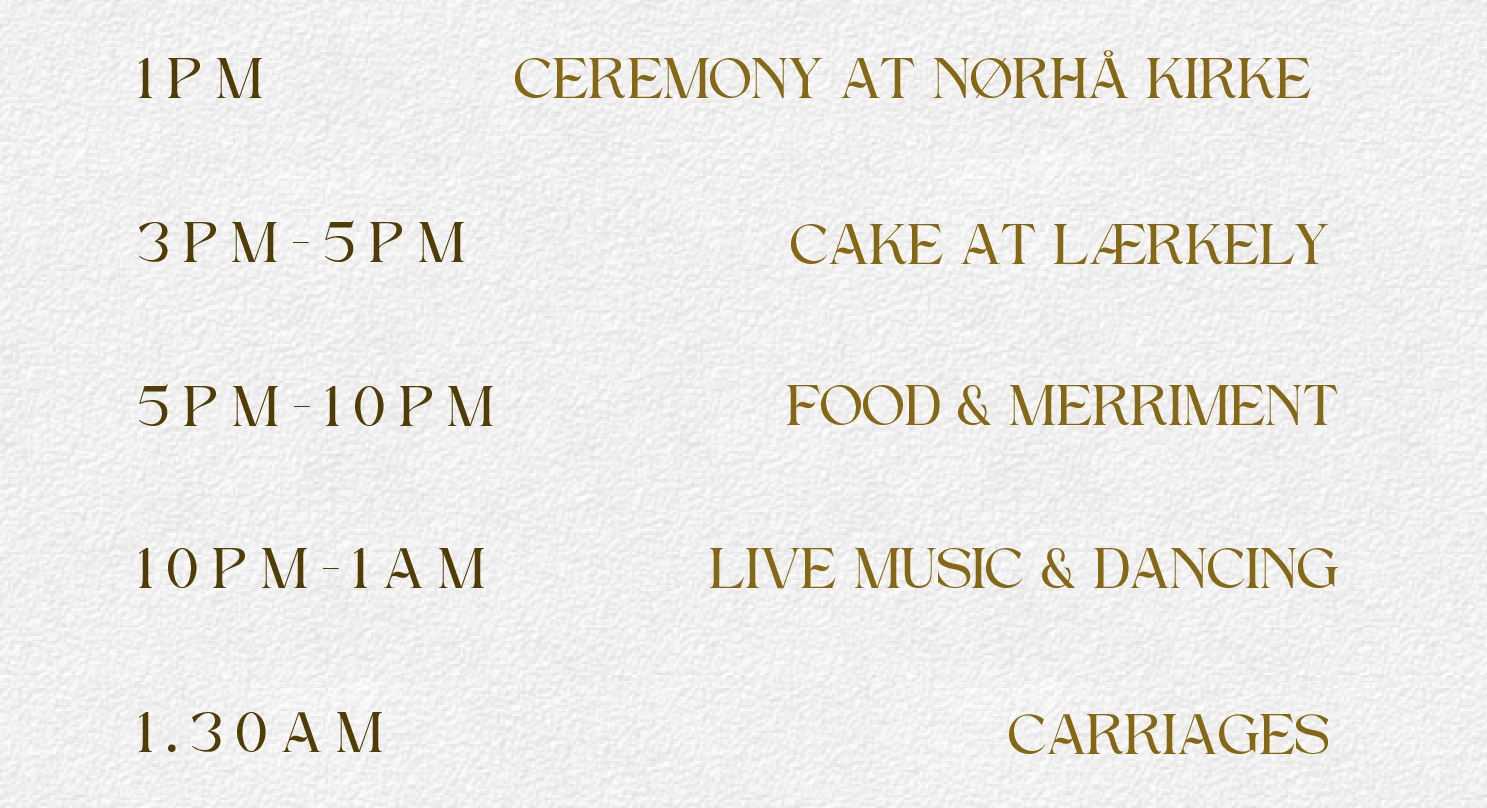 1PM CEREMONY AT NØRHÅ KIRKE
3PM-5PM CAKE AT LÆRKELY
5PM-10PM FOOD & MERRIMENT
10PM-1AM LIVE MUSIC & DANCING
1.30AM CARRIAGES